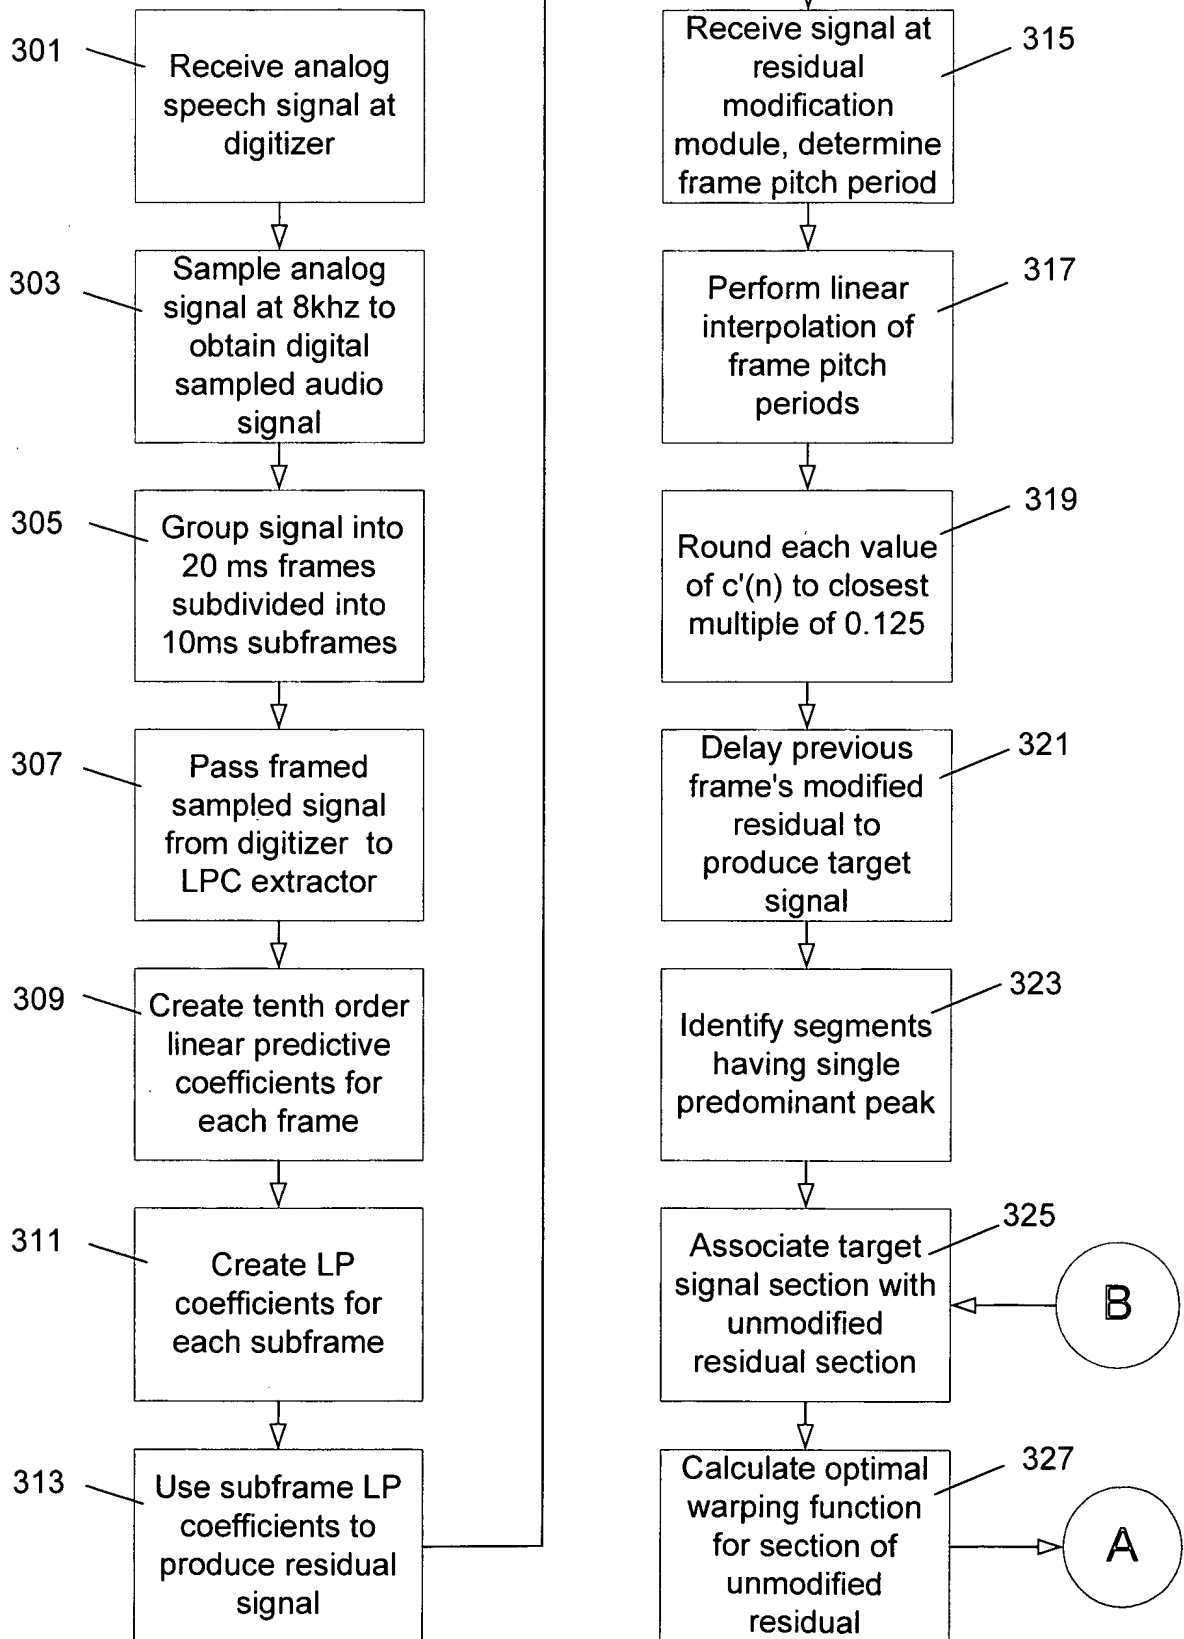 301
Receive analog
speech signal at
digitizer
303
Sample analog
signal at 8khz to
obtain digital
sampled audio
signal
305
Group signal into
20 ms frames
subdivided into
10ms subframes
307
Pass framed
sampled signal
from digitizer to
LPC extractor
309
Create tenth order
linear predictive
coefficients for
each frame
311
Create LP
coefficients for
each subframe
313
Use subframe LP
coefficients to
produce residual
signal
315
Receive signal at
residual
modification
module, determine
frame pitch period
317
Perform linear
interpolation of
frame pitch
periods
319
Round each value
of c'(n) to closest
multiple of 0.125
321
Delay previous
frame's modified
residual to
produce target
signal
323
Identify segments
having single
predominant peak
325
Associate target
signal section with
unmodified
residual section
B
327
Calculate optimal
warping function
for section of
unmodified
residual
A